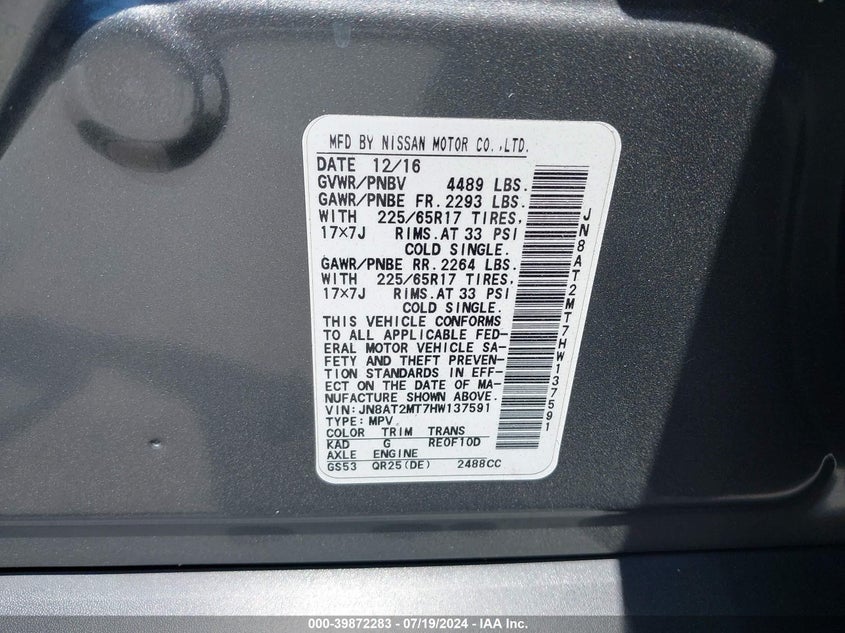 MFD BY NISSAN MOTOR CO.,LTD.
DATE 12/16
GVWR/PNBV 4489 LBS.
GAWR/PNBE FR. 2293 LBS.
WITH 225/65R17 TIRES,
17×7J RIMS.AT 33 PSI
COLD SINGLE.
GAWR/PNBE RR. 2264 LBS.
WITH 225/65R17 TIRES,
17×7J RIMS.AT 33 PSI
COLD SINGLE.
THIS VEHICLE CONFORMS
TO ALL APPLICABLE FED-
ERAL MOTOR VEHICLE SA-
FETY AND THEFT PREVEN-
TION STANDARDS IN EFF-
ECT ON THE DATE OF MA-
NUFACTURE SHOWN ABOVE.
VIN:JN8AT2MT7HW137591
TYPE:MPV
COLOR TRIM TRANS
KAD G RE0F10D
AXLE ENGINE
GS53 QR25(DE) 2488CC
JN8AT2MT7HW137591
000-39872283 - 07/19/2024 - IAA Inc.